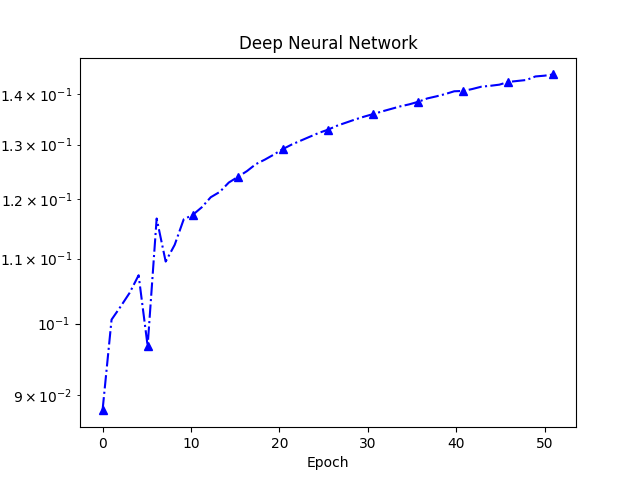 Deep Neural Network
1.4 × 10⁻¹
1.3 × 10⁻¹
1.2 × 10⁻¹
1.1 × 10⁻¹
10⁻¹
9 × 10⁻²
0 10 20 30 40 50
Epoch